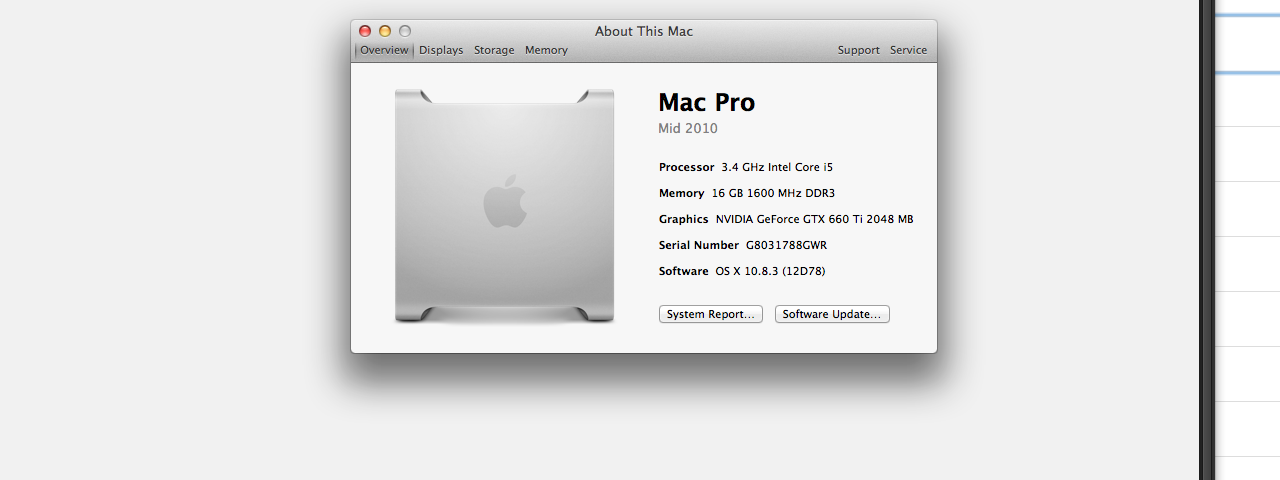 About This Mac
Overview Displays Storage Memory Support Service
Mac Pro
Mid 2010
Processor 3.4 GHz Intel Core i5
Memory 16 GB 1600 MHz DDR3
Graphics NVIDIA GeForce GTX 660 Ti 2048 MB
Serial Number G8031788GWR
Software OS X 10.8.3 (12D78)
System Report... Software Update...